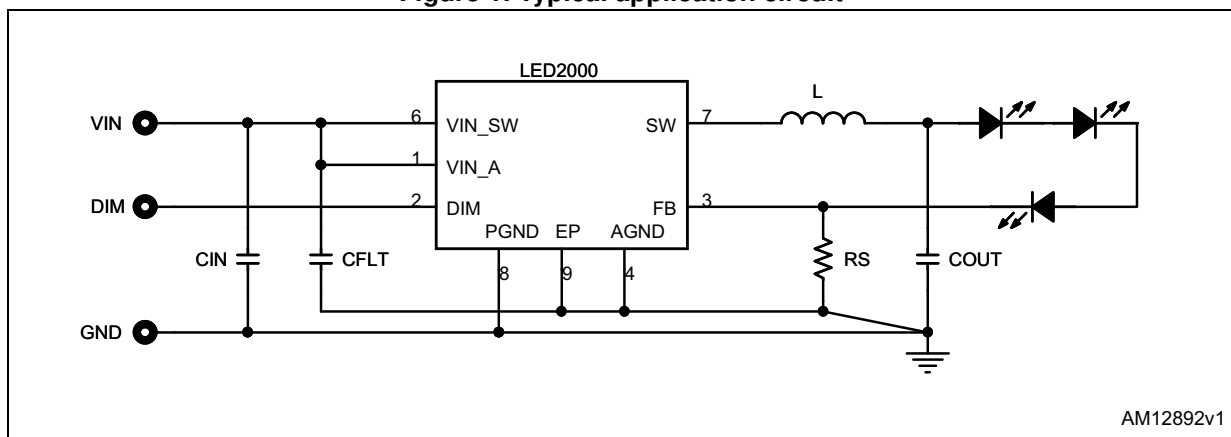 Figure 1. Typical application circuit
LED2000
L
VIN
6
VIN_SW
SW
7
1
VIN_A
DIM
2
DIM
FB
3
PGND
EP
AGND
CIN
CFLT
8
9
4
RS
COUT
GND
AM12892v1